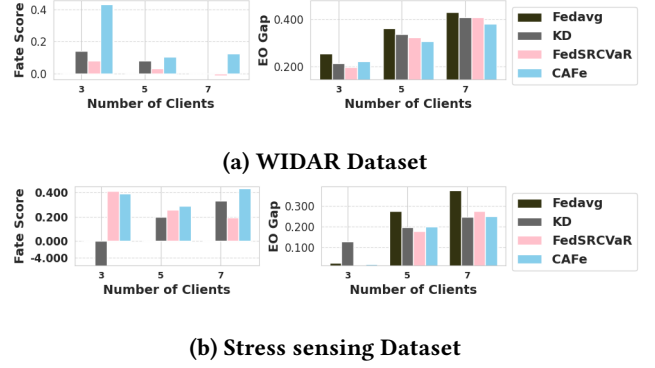 Fate Score
0.4
0.2
0.0
3
5
7
Number of Clients
EO Gap
0.400
0.200
3
5
7
Number of Clients
Fedavg
KD
FedSRCVaR
CAFe
(a) WIDAR Dataset
Fate Score
0.400
0.200
0.000
-4.000
3
5
7
Number of Clients
EO Gap
0.300
0.200
0.100
3
5
7
Number of Clients
Fedavg
KD
FedSRCVaR
CAFe
(b) Stress sensing Dataset